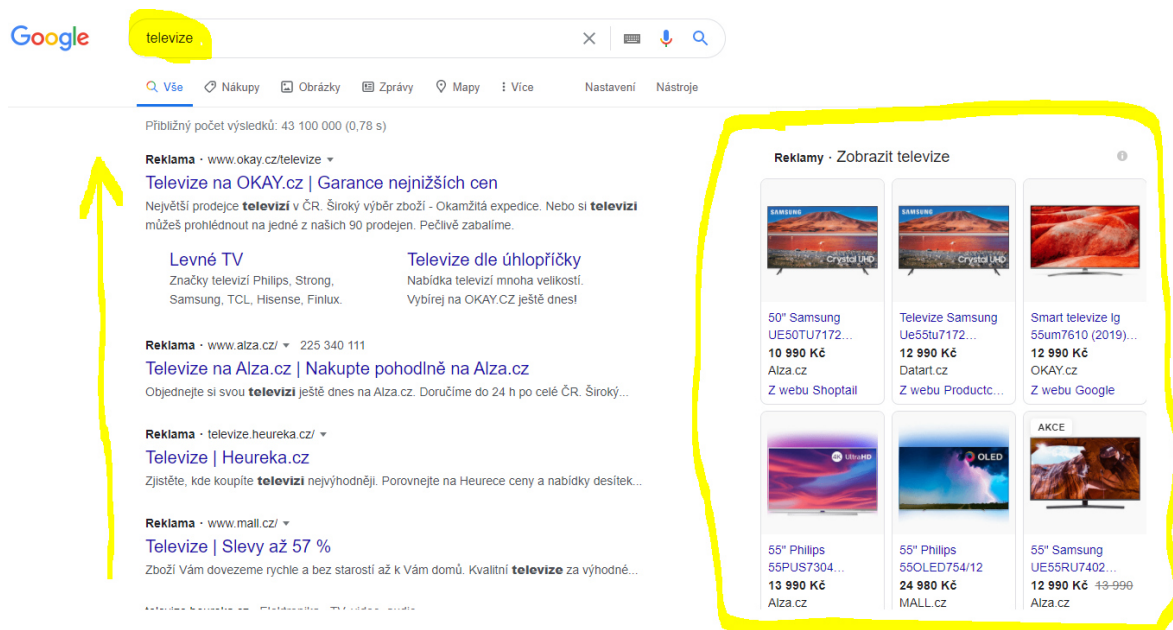 Google
televize
Vše Nákupy Obrázky Zprávy Mapy Více Nastavení Nástroje
Přibližný počet výsledků: 43 100 000 (0,78 s)
Reklama · www.okay.cz/televize
Televize na OKAY.cz | Garance nejnižších cen
Největší prodejce televizí v ČR. Široký výběr zboží - Okamžitá expedice. Nebo si televizi
můžeš prohlédnout na jedné z našich 90 prodejen. Pečlivě zabalíme.
Levné TV
Značky televizí Philips, Strong,
Samsung, TCL, Hisense, Finlux.
Televize dle úhlopříčky
Nabídka televizí mnoha velikostí.
Vybírej na OKAY.CZ ještě dnes!
Reklama · www.alza.cz/ 225 340 111
Televize na Alza.cz | Nakupte pohodlně na Alza.cz
Objednejte si svou televizi ještě dnes na Alza.cz. Doručíme do 24 h po celé ČR. Široký...
Reklama · televize.heureka.cz/
Televize | Heureka.cz
Zjistěte, kde koupíte televizi nejvýhodněji. Porovnejte na Heurece ceny a nabídky desítek...
Reklama · www.mall.cz/
Televize | Slevy až 57 %
Zboží Vám dovezeme rychle a bez starostí až k Vám domů. Kvalitní televize za výhodné...
Reklamy · Zobrazit televize
SAMSUNG
Crystal UHD
50" Samsung
UE50TU7172...
10 990 Kč
Alza.cz
Z webu Shoptail
SAMSUNG
Crystal UHD
Televize Samsung
Ue55tu7172...
12 990 Kč
Datart.cz
Z webu Productc...
Smart televize lg
55um7610 (2019)...
12 990 Kč
OKAY.cz
Z webu Google
4K UltraHD
55" Philips
55PUS7304...
13 990 Kč
Alza.cz
OLED
55" Philips
55OLED754/12
24 980 Kč
MALL.cz
AKCE
55" Samsung
UE55RU7402...
12 990 Kč 13 990
Alza.cz